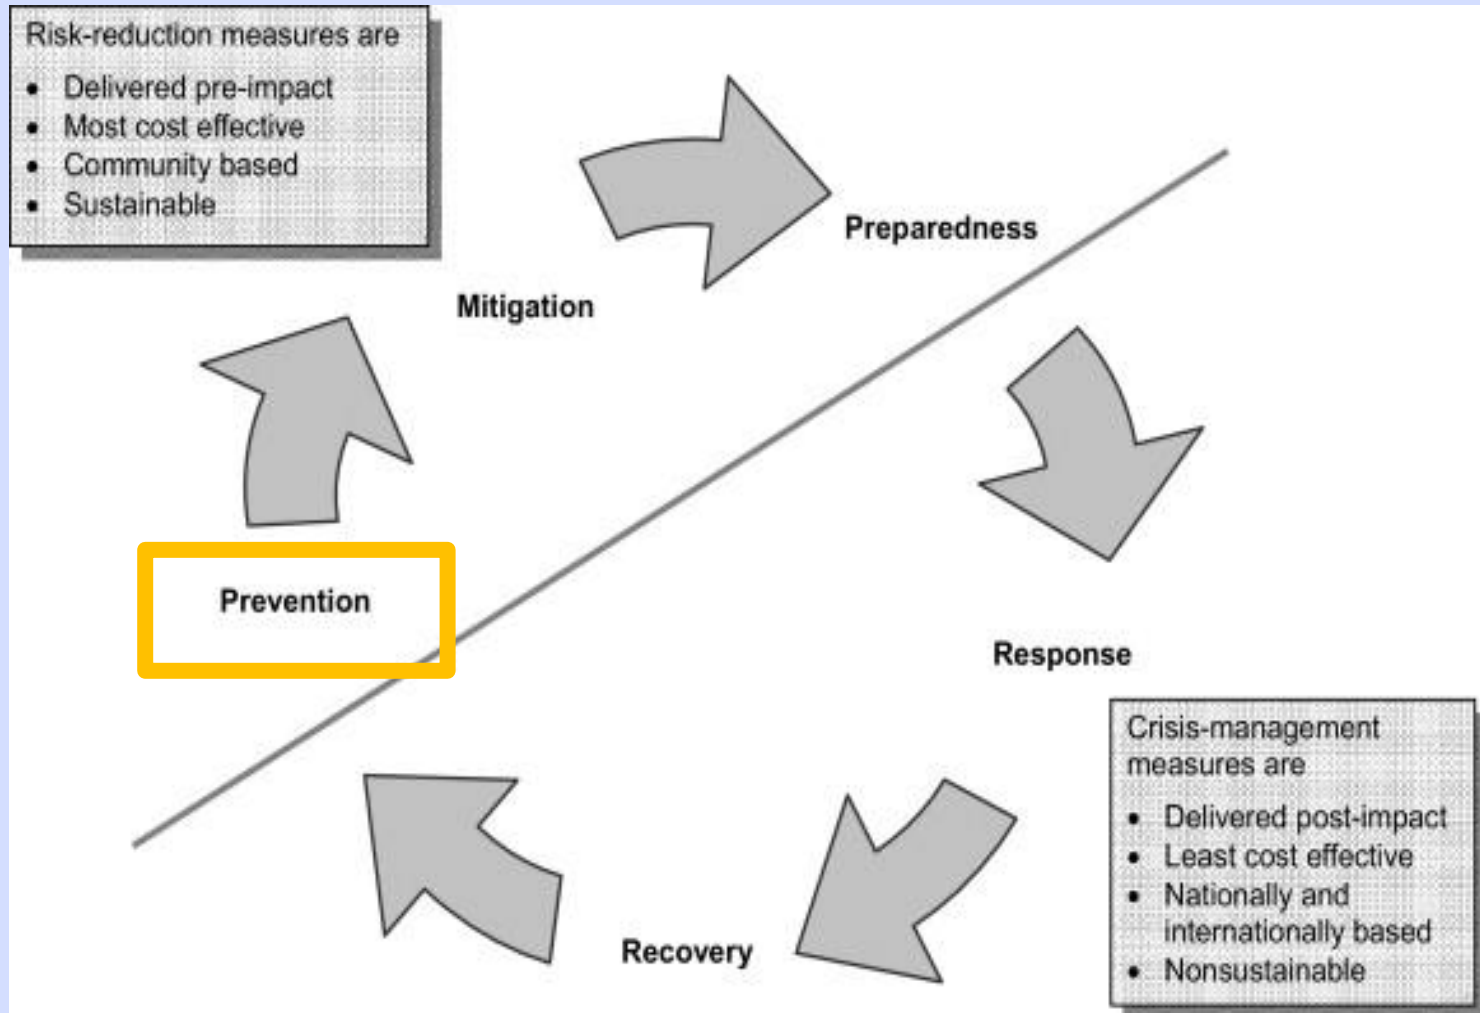 Risk-reduction measures are
• Delivered pre-impact
• Most cost effective
• Community based
• Sustainable
Preparedness
Mitigation
Prevention
Response
Crisis-management
measures are
• Delivered post-impact
• Least cost effective
• Nationally and
internationally based
• Nonsustainable
Recovery